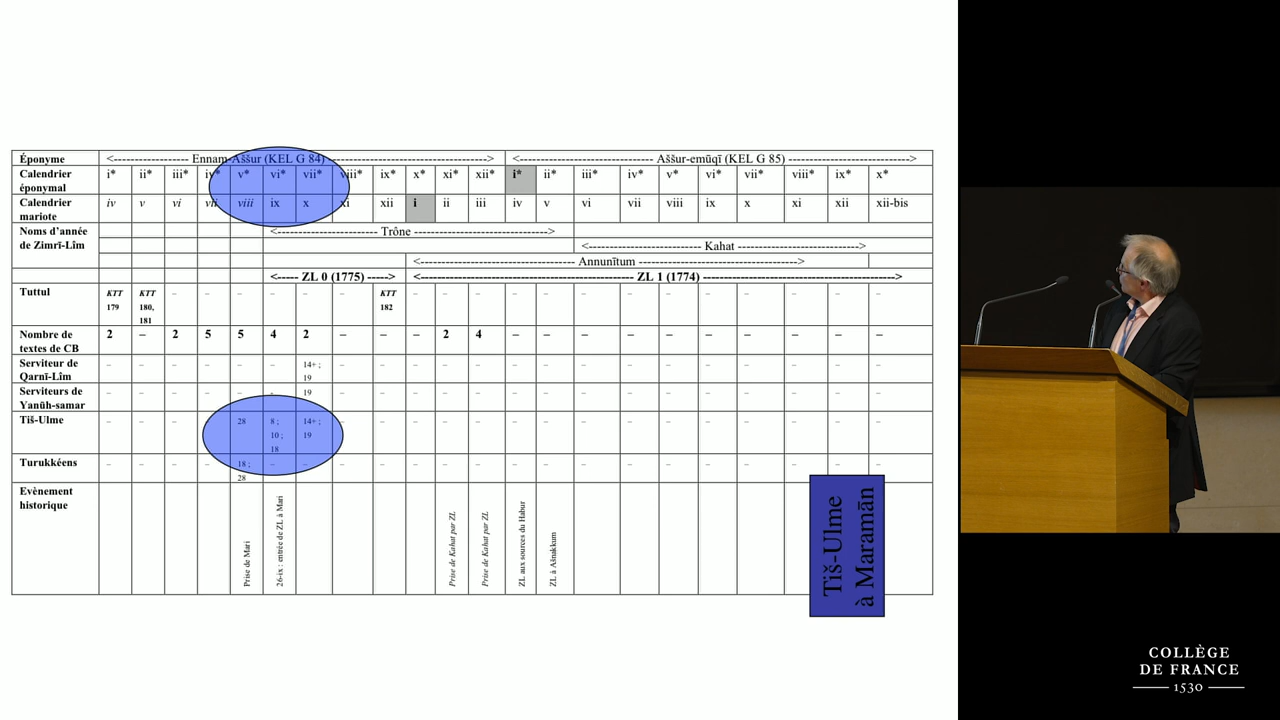 Éponyme <------------------ Ennam-Aššur (KEL G 84) ------------------> <-------------------------- Aššur-emūqī (KEL G 85) ------------------------>
Calendrier éponymal i* ii* iii* iv* v* vi* vii* viii* ix* x* xi* xii* i* ii* iii* iv* v* vi* vii* viii* ix* x*
Calendrier mariote iv v vi vii viii ix x xi xii i ii iii iv v vi vii viii ix x xi xii xii-bis
Noms d'année de Zimrī-Lîm
<------------------- Trône ------------------------->
<--------------------- Kahat ----------------------->
<------------------------------ Annunītum ------------------------------>
<----- ZL 0 (1775) -----> <------------------------------------------ ZL 1 (1774) -------------------------------------->
Tuttul KTT 179 KTT 180, 181 – – – – – – KTT 182 – – – – – – – – – – – – –
Nombre de textes de CB 2 – 2 5 5 4 2 – – – 2 4 – – – – – – – – – –
Serviteur de Qarnī-Lîm – – – – – – 14+ ; 19 – – – – – – – – – – – – – – –
Serviteurs de Yanūh-samar – – – – – – 19 – – – – – – – – – – – – – – –
Tiš-Ulme – – – – 28 8 ; 10 ; 18 14+ ; 19 – – – – – – – – – – – – – – –
Turukkéens – – – – 18 ; 28 – – – – – – – – – – – – – – – – –
Evènement historique
Prise de Mari
26-ix : entrée de ZL à Mari
Prise de Kahat par ZL
Prise de Kahat par ZL
ZL aux sources du Habur
ZL à Ašnakkum
Tiš-Ulme
à Maramān
COLLÈGE
DE FRANCE
1530